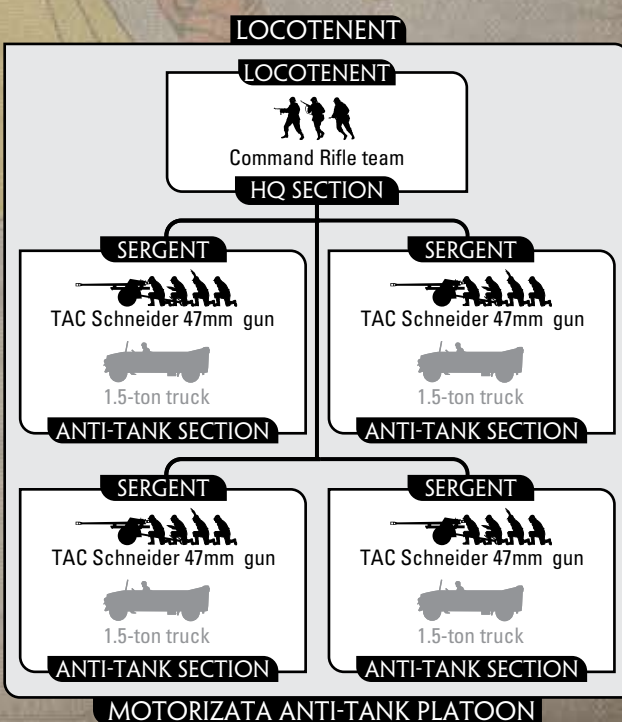 LOCOTENENT
LOCOTENENT
Command Rifle team
HQ SECTION
SERGENT
TAC Schneider 47mm gun
1.5-ton truck
ANTI-TANK SECTION
SERGENT
TAC Schneider 47mm gun
1.5-ton truck
ANTI-TANK SECTION
SERGENT
TAC Schneider 47mm gun
1.5-ton truck
ANTI-TANK SECTION
SERGENT
TAC Schneider 47mm gun
1.5-ton truck
ANTI-TANK SECTION
MOTORIZATA ANTI-TANK PLATOON